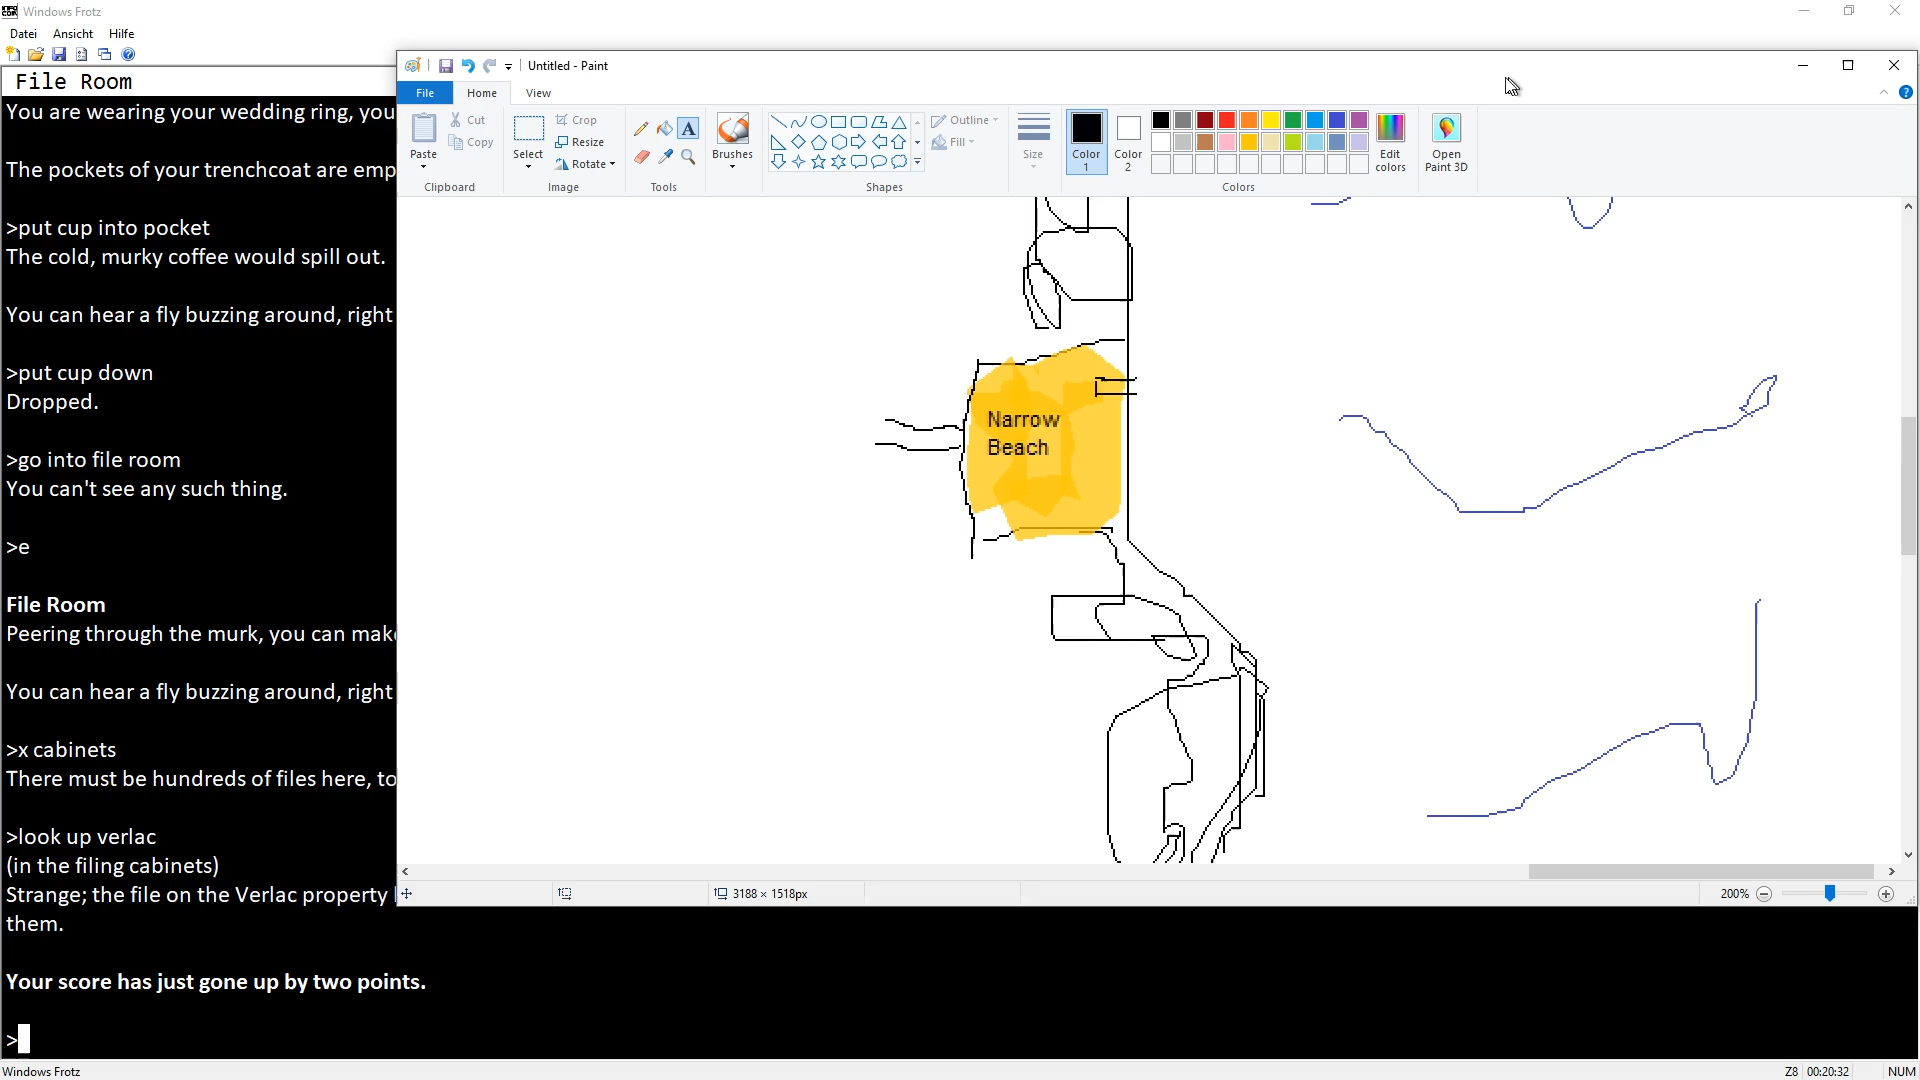 Windows Frotz
Datei Ansicht Hilfe
File Room
You are wearing your wedding ring, you
The pockets of your trenchcoat are emp
>put cup into pocket
The cold, murky coffee would spill out.
You can hear a fly buzzing around, right
>put cup down
Dropped.
>go into file room
You can't see any such thing.
>e
File Room
Peering through the murk, you can mak
You can hear a fly buzzing around, right
>x cabinets
There must be hundreds of files here, to
>look up verlac
(in the filing cabinets)
Strange; the file on the Verlac property
them.
Your score has just gone up by two points.
>
Untitled - Paint
File Home View
Paste
Cut
Copy
Clipboard
Select
Crop
Resize
Rotate
Image
A
Tools
Brushes
Outline
Fill
Shapes
Size
Color
1
Color
2
Edit
colors
Colors
Open
Paint 3D
Narrow
Beach
3188 × 1518px
200%
Windows Frotz
Z8 00:20:32 NUM